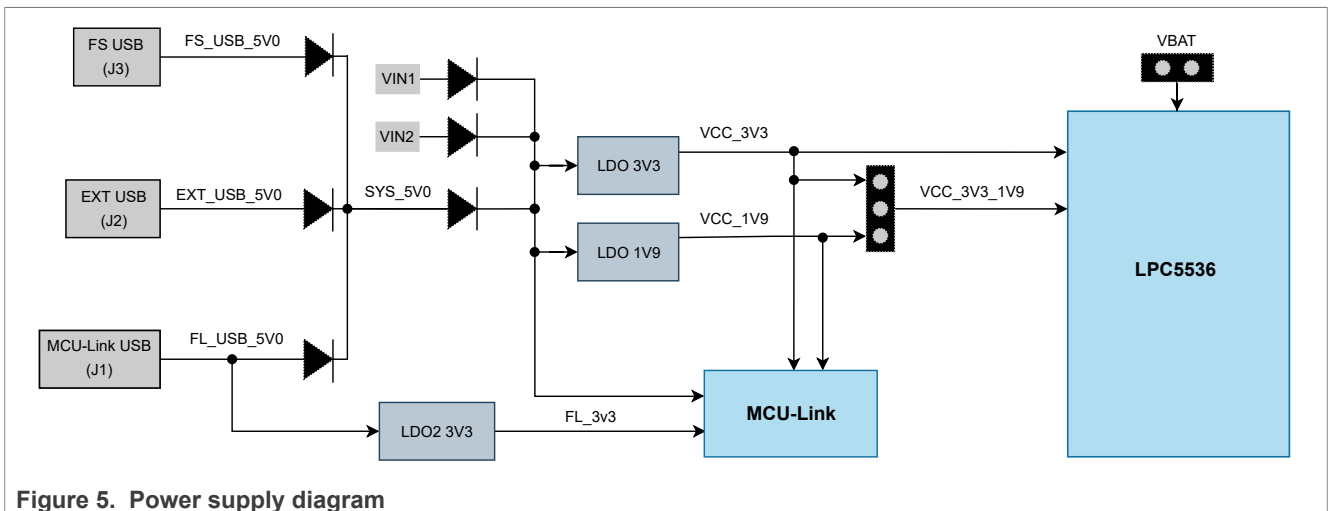 FS USB
(J3)
FS_USB_5V0
VIN1
VIN2
VBAT
EXT USB
(J2)
EXT_USB_5V0
SYS_5V0
LDO 3V3
VCC_3V3
LDO 1V9
VCC_1V9
VCC_3V3_1V9
LPC5536
MCU-Link USB
(J1)
FL_USB_5V0
LDO2 3V3
FL_3v3
MCU-Link
Figure 5. Power supply diagram